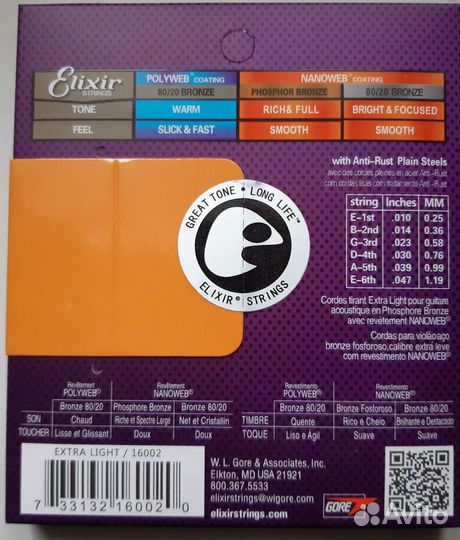 Elixir
STRINGS
POLYWEB® COATING
NANOWEB® COATING
80/20 BRONZE
PHOSPHOR BRONZE
80/20 BRONZE
TONE
WARM
RICH & FULL
BRIGHT & FOCUSED
FEEL
SLICK & FAST
SMOOTH
SMOOTH
GREAT TONE • LONG LIFE™
ELIXIR® STRINGS
with Anti-Rust Plain Steels
avec des cordes pleines en acier Anti-Rust
com cordas lisas com tratamento Anti-Rust
string Inches MM
E-1st .010 0.25
B-2nd .014 0.36
G-3rd .023 0.58
D-4th .030 0.76
A-5th .039 0.99
E-6th .047 1.19
Cordes tirant Extra Light pour guitare
acoustique en Phosphore Bronze
avec revêtement NANOWEB®
Cordas para violão aço
bronze fosforoso, calibre extra leve
com revestimento NANOWEB®
Revêtement
POLYWEB®
Revêtement
NANOWEB®
Bronze 80/20
Phosphore Bronze
Bronze 80/20
SON
Chaud
Riche et Spectre Large
Net et Cristallin
TOUCHER
Lisse et Glissant
Doux
Doux
Revestimento
POLYWEB®
Revestimento
NANOWEB®
Bronze 80/20
Bronze Fosforoso
Bronze 80/20
TIMBRE
Quente
Rico e Cheio
Brilhante e Destacado
TOQUE
Liso e Agil
Suave
Suave
EXTRA LIGHT / 16002
7 33132 16002 0
W. L. Gore & Associates, Inc.
Elkton, MD USA 21921
800.367.5533
elixirstrings@wlgore.com
elixirstrings.com
GORE
Avito